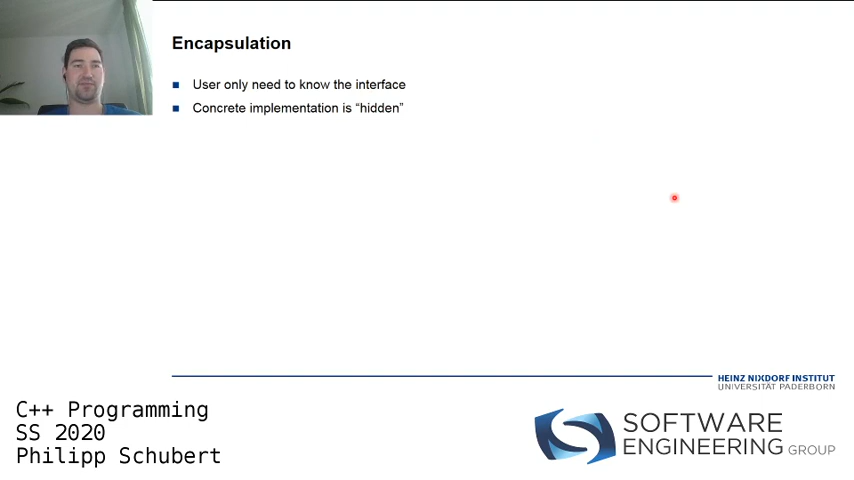 Encapsulation
User only need to know the interface
Concrete implementation is “hidden”
HEINZ NIXDORF INSTITUT
UNIVERSITÄT PADERBORN
C++ Programming
SS 2020
Philipp Schubert
SOFTWARE
ENGINEERING GROUP